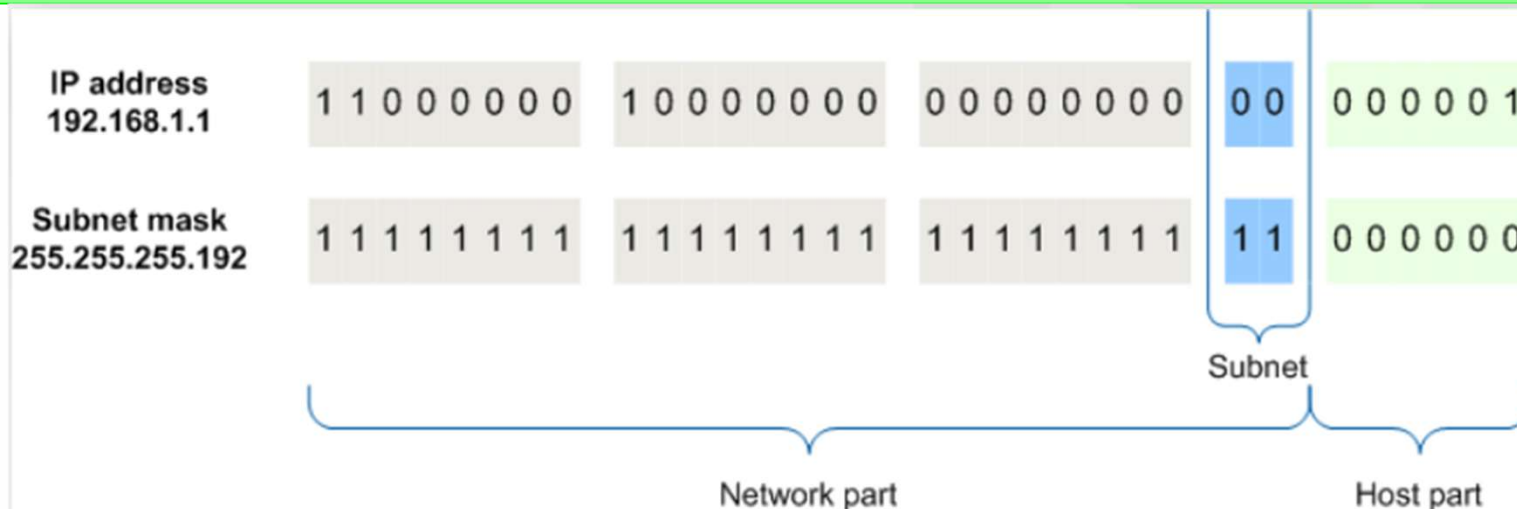 IP address
192.168.1.1
1 1 0 0 0 0 0 0 1 0 0 0 0 0 0 0 0 0 0 0 0 0 0 0 0 0 0 0 0 0 0 1
Subnet mask
255.255.255.192
1 1 1 1 1 1 1 1 1 1 1 1 1 1 1 1 1 1 1 1 1 1 1 1 1 1 0 0 0 0 0 0
Subnet
Network part
Host part